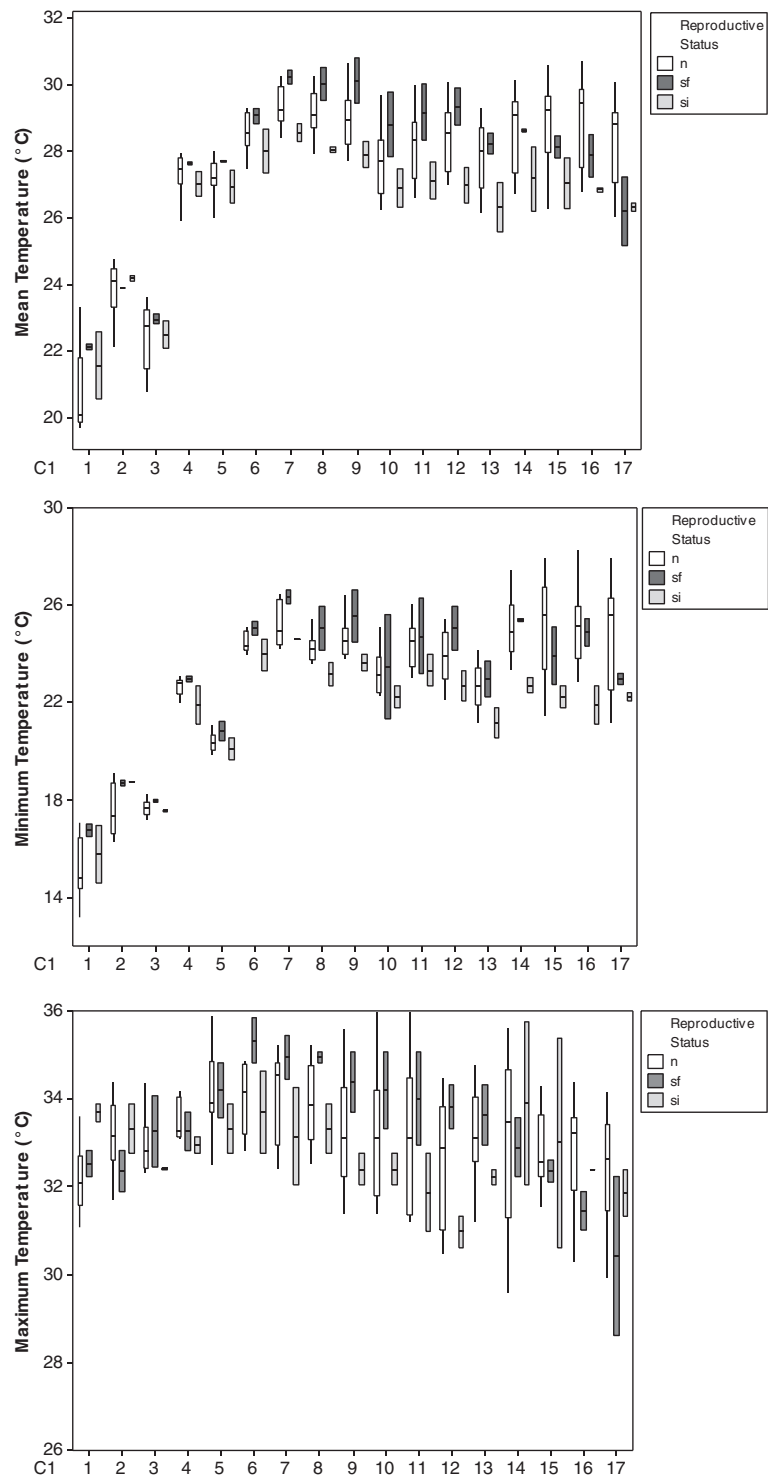 Mean Temperature (°C)
32
30
28
26
24
22
20
C1 1 2 3 4 5 6 7 8 9 10 11 12 13 14 15 16 17
Reproductive
Status
n
sf
si
Minimum Temperature (°C)
30
26
22
18
14
C1 1 2 3 4 5 6 7 8 9 10 11 12 13 14 15 16 17
Reproductive
Status
n
sf
si
Maximum Temperature (°C)
36
34
32
30
28
26
C1 1 2 3 4 5 6 7 8 9 10 11 12 13 14 15 16 17
Reproductive
Status
n
sf
si